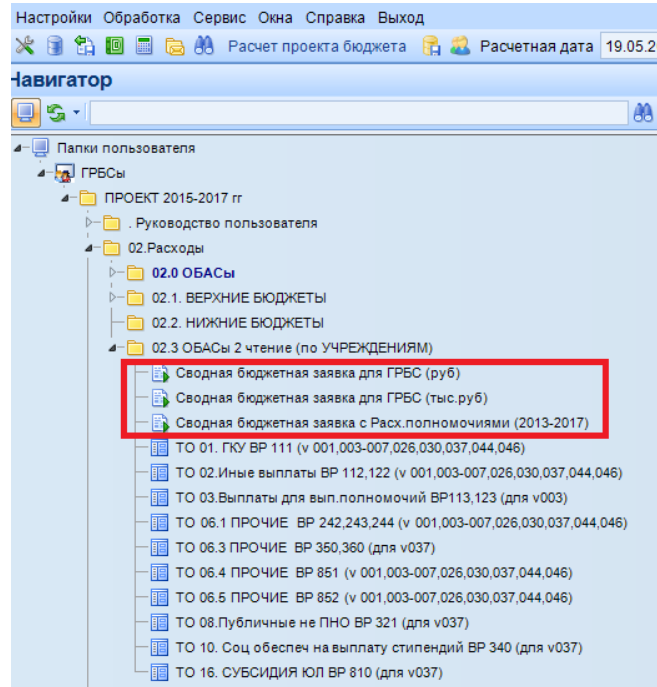 Настройки Обработка Сервис Окна Справка Выход
Расчет проекта бюджета Расчетная дата 19.05.2
Навигатор
Папки пользователя
ГРБСы
ПРОЕКТ 2015-2017 гг
. Руководство пользователя
02.Расходы
02.0 ОБАСы
02.1. ВЕРХНИЕ БЮДЖЕТЫ
02.2. НИЖНИЕ БЮДЖЕТЫ
02.3 ОБАСы 2 чтение (по УЧРЕЖДЕНИЯМ)
Сводная бюджетная заявка для ГРБС (руб)
Сводная бюджетная заявка для ГРБС (тыс.руб)
Сводная бюджетная заявка с Расх.полномочиями (2013-2017)
ТО 01. ГКУ ВР 111 (v 001,003-007,026,030,037,044,046)
ТО 02.Иные выплаты ВР 112,122 (v 001,003-007,026,030,037,044,046)
ТО 03.Выплаты для вып.полномочий ВР113,123 (для v003)
ТО 06.1 ПРОЧИЕ ВР 242,243,244 (v 001,003-007,026,030,037,044,046)
ТО 06.3 ПРОЧИЕ ВР 350,360 (для v037)
ТО 06.4 ПРОЧИЕ ВР 851 (v 001,003-007,026,030,037,044,046)
ТО 06.5 ПРОЧИЕ ВР 852 (v 001,003-007,026,030,037,044,046)
ТО 08.Публичные не ПНО ВР 321 (для v037)
ТО 10. Соц обеспеч на выплату стипендий ВР 340 (для v037)
ТО 16. СУБСИДИЯ ЮЛ ВР 810 (для v037)